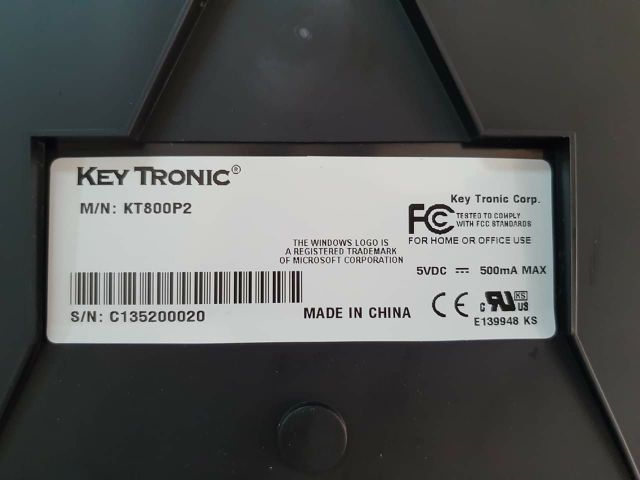 KEY TRONIC®
M/N: KT800P2
Key Tronic Corp.
FC TESTED TO COMPLY
WITH FCC STANDARDS
FOR HOME OR OFFICE USE
THE WINDOWS LOGO IS
A REGISTERED TRADEMARK
OF MICROSOFT CORPORATION
5VDC ⎓ 500mA MAX
S/N: C135200020
MADE IN CHINA
CE
c RU US
KS
E139948 KS